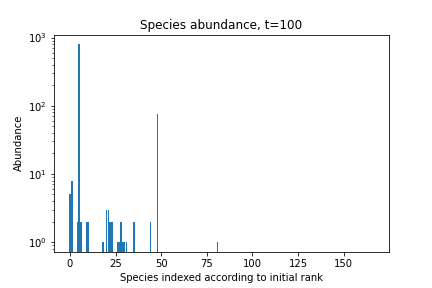 Species abundance, t=100
10³
10²
10¹
10⁰
Abundance
0 25 50 75 100 125 150
Species indexed according to initial rank